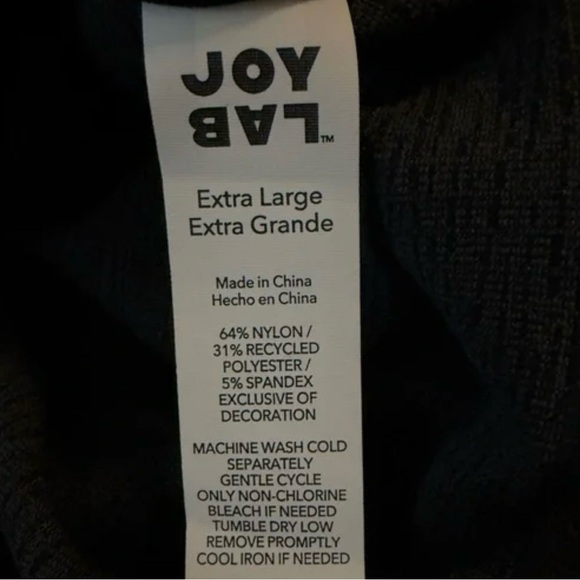 JOY
LAB™
Extra Large
Extra Grande
Made in China
Hecho en China
64% NYLON /
31% RECYCLED
POLYESTER /
5% SPANDEX
EXCLUSIVE OF
DECORATION
MACHINE WASH COLD
SEPARATELY
GENTLE CYCLE
ONLY NON-CHLORINE
BLEACH IF NEEDED
TUMBLE DRY LOW
REMOVE PROMPTLY
COOL IRON IF NEEDED